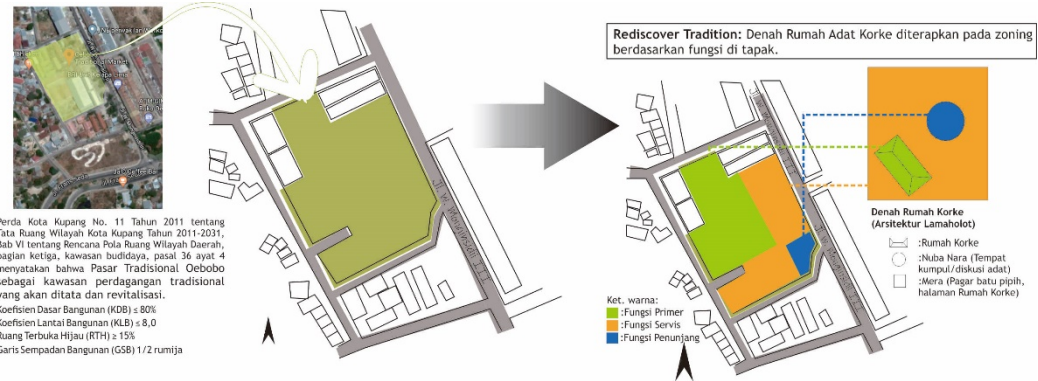 Perda Kota Kupang No. 11 Tahun 2011 tentang
Tata Ruang Wilayah Kota Kupang Tahun 2011-2031,
Bab VI tentang Rencana Pola Ruang Wilayah Daerah,
bagian ketiga, kawasan budidaya, pasal 36 ayat 4
menyatakan bahwa Pasar Tradisional Oebobo
sebagai kawasan perdagangan tradisional
yang akan ditata dan revitalisasi.
Koefisien Dasar Bangunan (KDB) ≤ 80%
Koefisien Lantai Bangunan (KLB) ≤ 8,0
Ruang Terbuka Hijau (RTH) ≥ 15%
Garis Sempadan Bangunan (GSB) 1/2 rumija
Rediscover Tradition: Denah Rumah Adat Korke diterapkan pada zoning
berdasarkan fungsi di tapak.
Denah Rumah Korke
(Arsitektur Lamaholot)
:Rumah Korke
:Nuba Nara (Tempat
kumpul/diskusi adat)
:Mera (Pagar batu pipih,
halaman Rumah Korke)
Ket. warna:
:Fungsi Primer
:Fungsi Servis
:Fungsi Penunjang